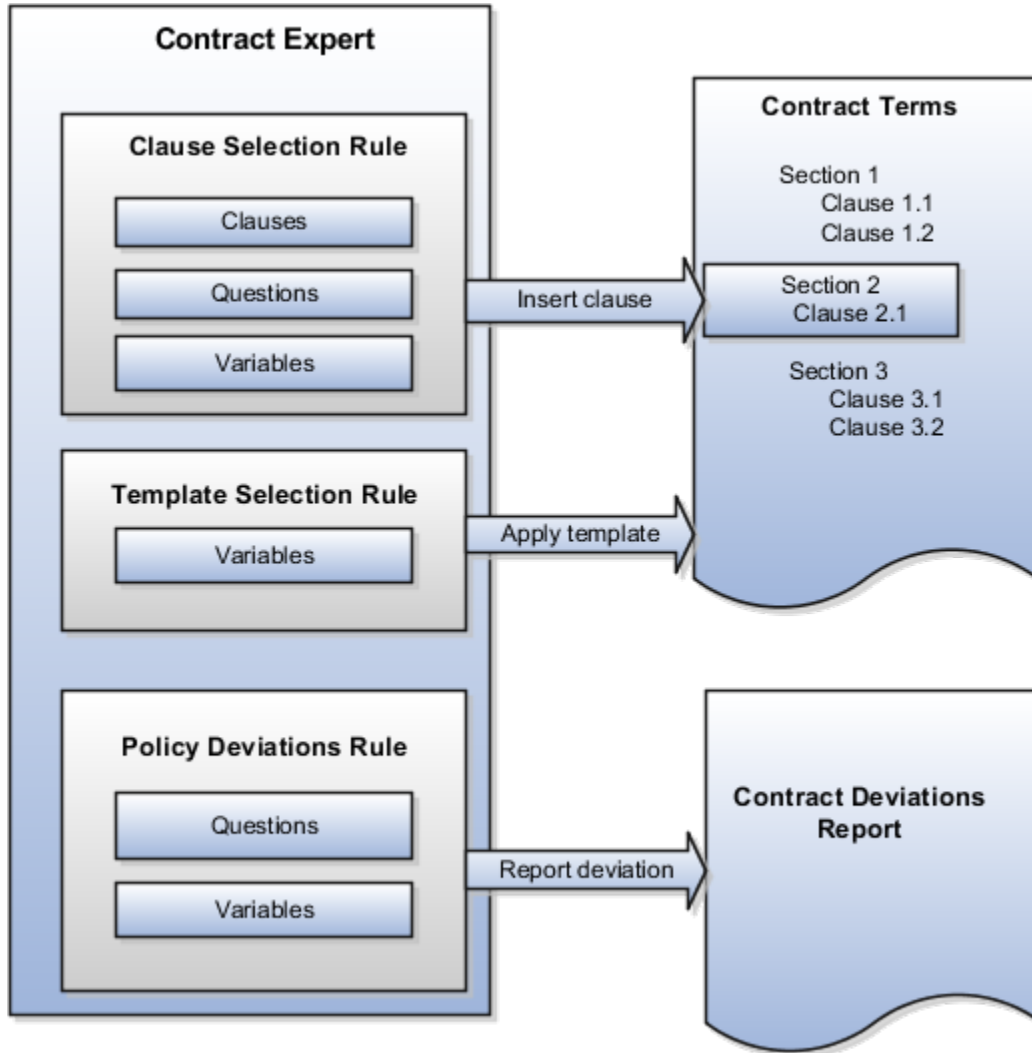 Contract Expert
Clause Selection Rule
Clauses
Questions
Variables
Insert clause
Template Selection Rule
Variables
Apply template
Policy Deviations Rule
Questions
Variables
Report deviation
Contract Terms
Section 1
Clause 1.1
Clause 1.2
Section 2
Clause 2.1
Section 3
Clause 3.1
Clause 3.2
Contract Deviations
Report